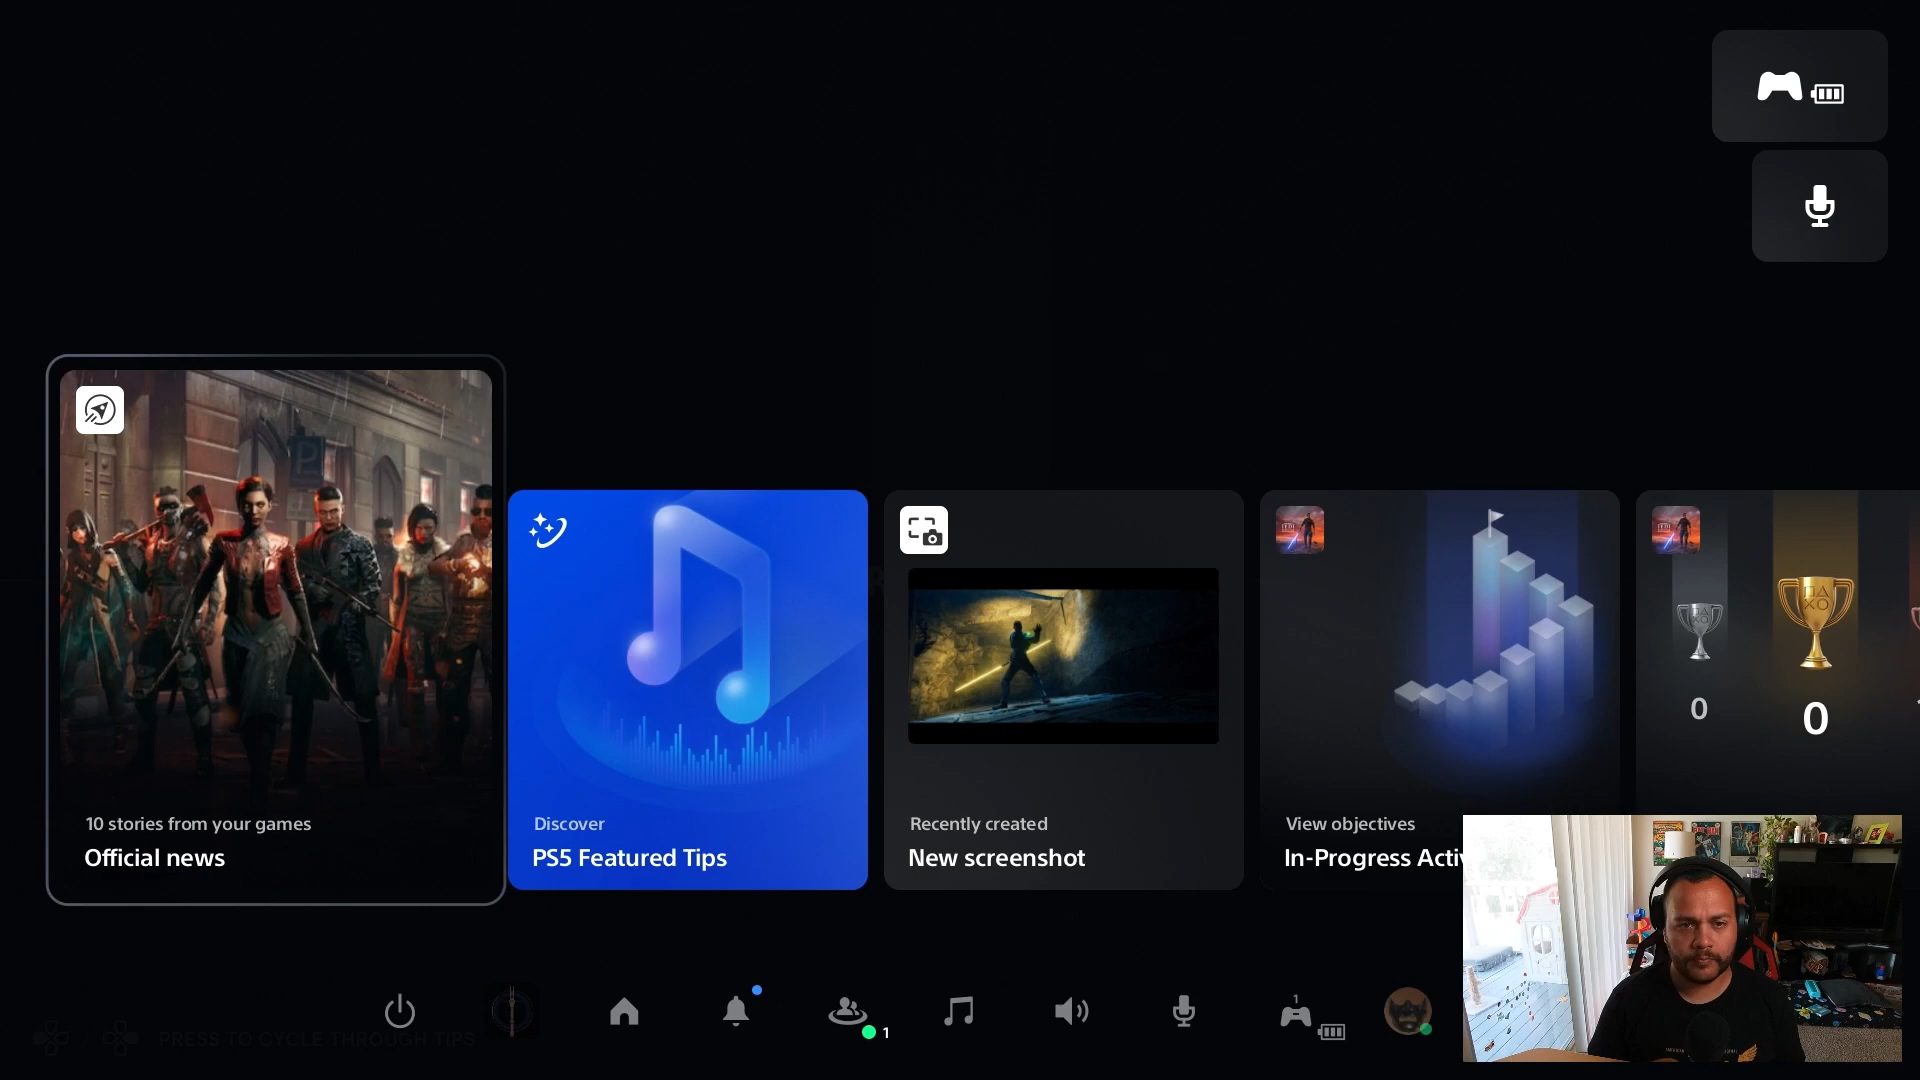 10 stories from your games
Official news
Discover
PS5 Featured Tips
Recently created
New screenshot
View objectives
In-Progress Activ
0
0
1
1
PRESS TO CYCLE THROUGH TIPS